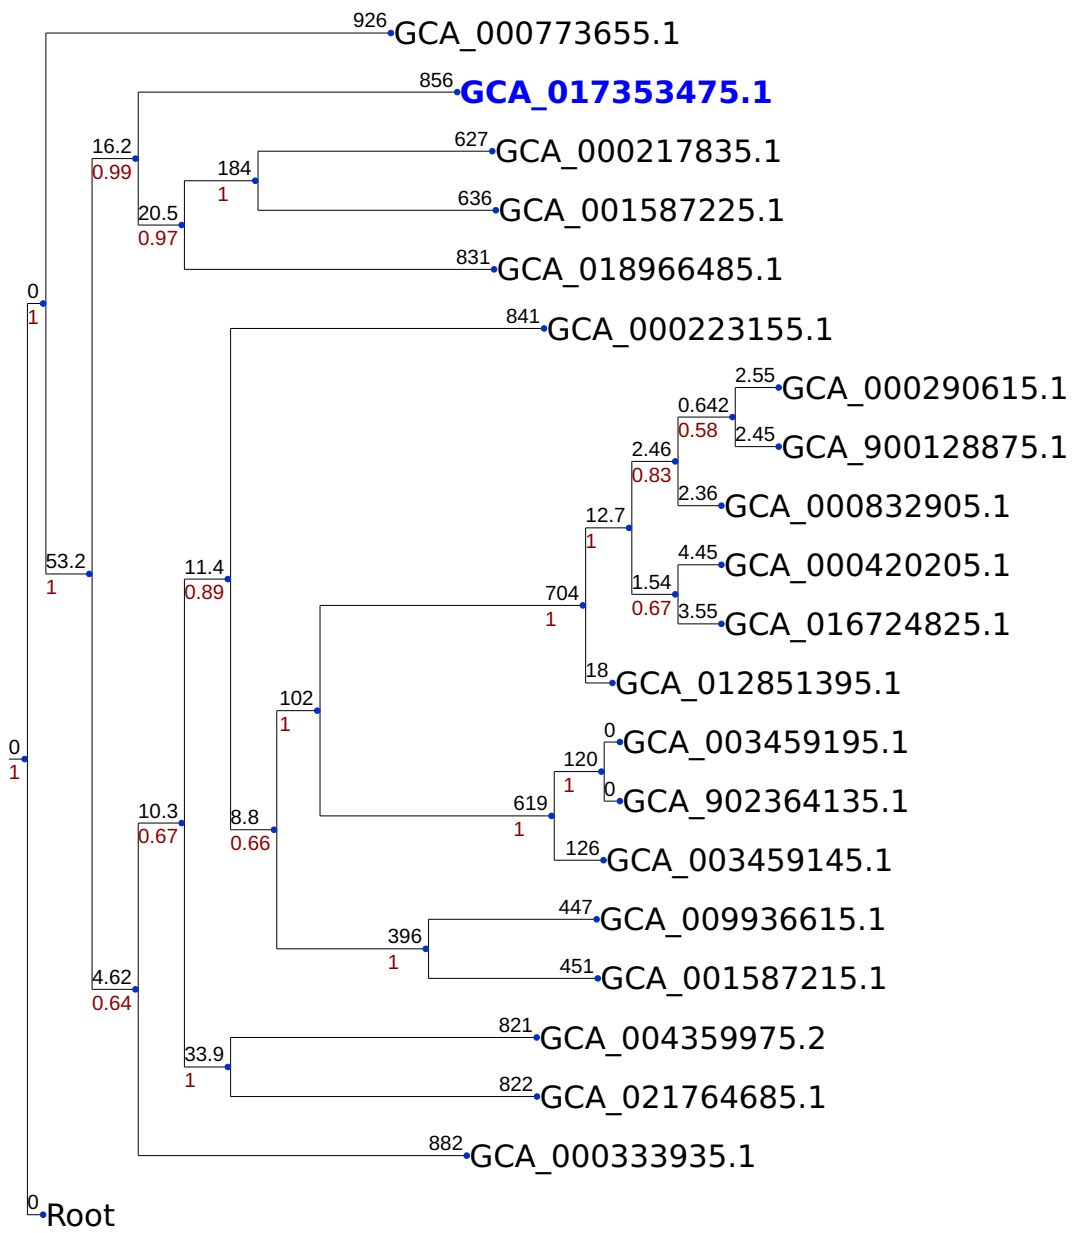 926
GCA_000773655.1
856
GCA_017353475.1
16.2
0.99
627
GCA_000217835.1
184
1
636
GCA_001587225.1
20.5
0.97
831
GCA_018966485.1
0
1
841
GCA_000223155.1
2.55
GCA_000290615.1
0.642
0.58
2.45
GCA_900128875.1
2.46
0.83
2.36
GCA_000832905.1
12.7
1
4.45
GCA_000420205.1
53.2
1
11.4
0.89
1.54
0.67
704
1
3.55
GCA_016724825.1
18
GCA_012851395.1
102
1
0
GCA_003459195.1
0
1
120
1
0
GCA_902364135.1
10.3
0.67
8.8
0.66
619
1
126
GCA_003459145.1
447
GCA_009936615.1
396
1
451
GCA_001587215.1
4.62
0.64
821
GCA_004359975.2
33.9
1
822
GCA_021764685.1
882
GCA_000333935.1
0
Root